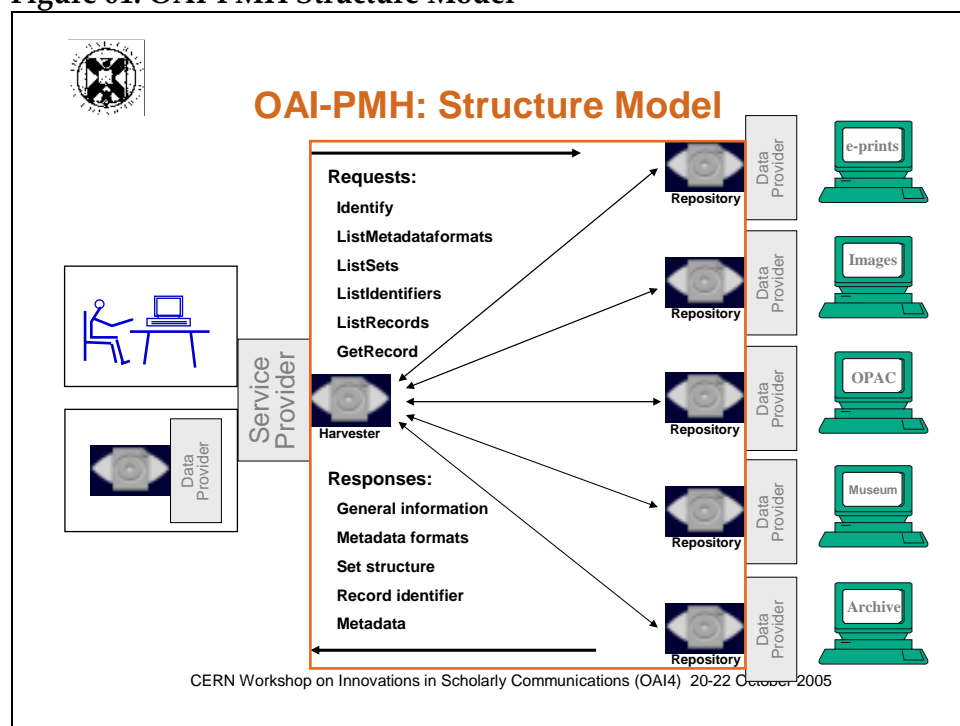 Figure 01: OAI-PMH Structure Model
OAI-PMH: Structure Model
Requests:
Identify
ListMetadataformats
ListSets
ListIdentifiers
ListRecords
GetRecord
Harvester
Responses:
General information
Metadata formats
Set structure
Record identifier
Metadata
Service
Provider
Data
Provider
Repository
Data
Provider
e-prints
Repository
Data
Provider
Images
Repository
Data
Provider
OPAC
Repository
Data
Provider
Museum
Repository
Data
Provider
Archive
CERN Workshop on Innovations in Scholarly Communications (OAI4) 20-22 October 2005